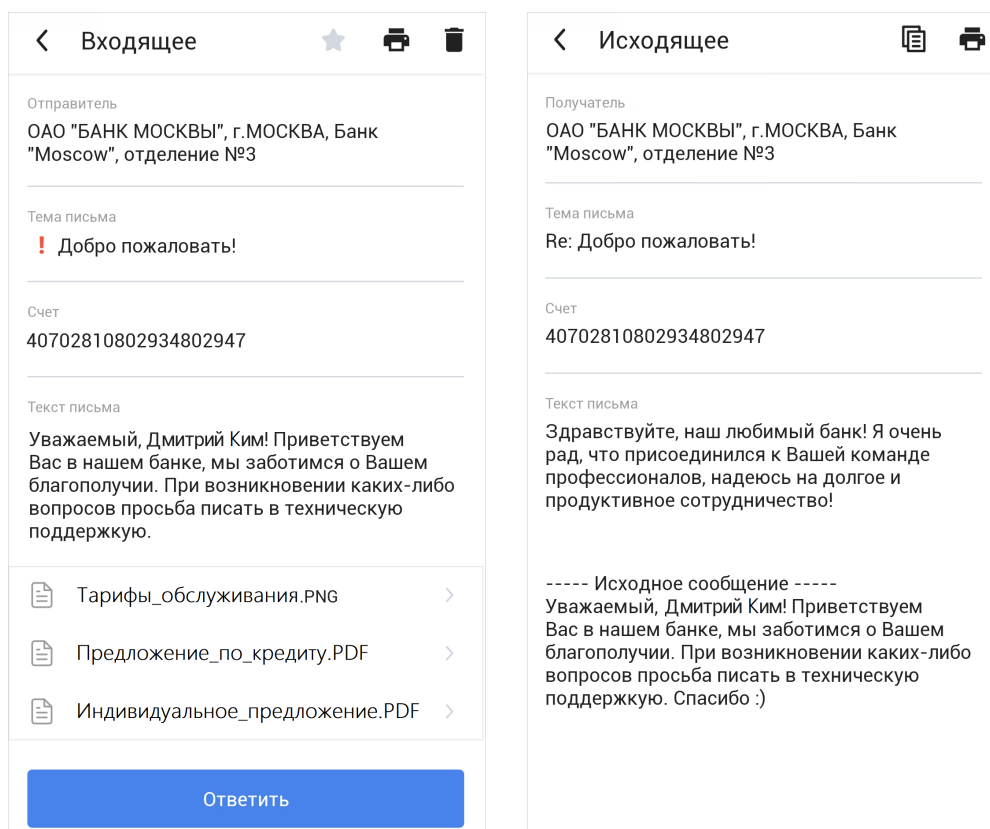 Входящее
Отправитель
ОАО "БАНК МОСКВЫ", г.МОСКВА, Банк
"Moscow", отделение №3
Тема письма
❗ Добро пожаловать!
Счет
40702810802934802947
Текст письма
Уважаемый, Дмитрий Ким! Приветствуем
Вас в нашем банке, мы заботимся о Вашем
благополучии. При возникновении каких-либо
вопросов просьба писать в техническую
поддержкую.
Тарифы_обслуживания.PNG
Предложение_по_кредиту.PDF
Индивидуальное_предложение.PDF
Ответить
Исходящее
Получатель
ОАО "БАНК МОСКВЫ", г.МОСКВА, Банк
"Moscow", отделение №3
Тема письма
Re: Добро пожаловать!
Счет
40702810802934802947
Текст письма
Здравствуйте, наш любимый банк! Я очень
рад, что присоединился к Вашей команде
профессионалов, надеюсь на долгое и
продуктивное сотрудничество!
----- Исходное сообщение -----
Уважаемый, Дмитрий Ким! Приветствуем
Вас в нашем банке, мы заботимся о Вашем
благополучии. При возникновении каких-либо
вопросов просьба писать в техническую
поддержкую. Спасибо :)